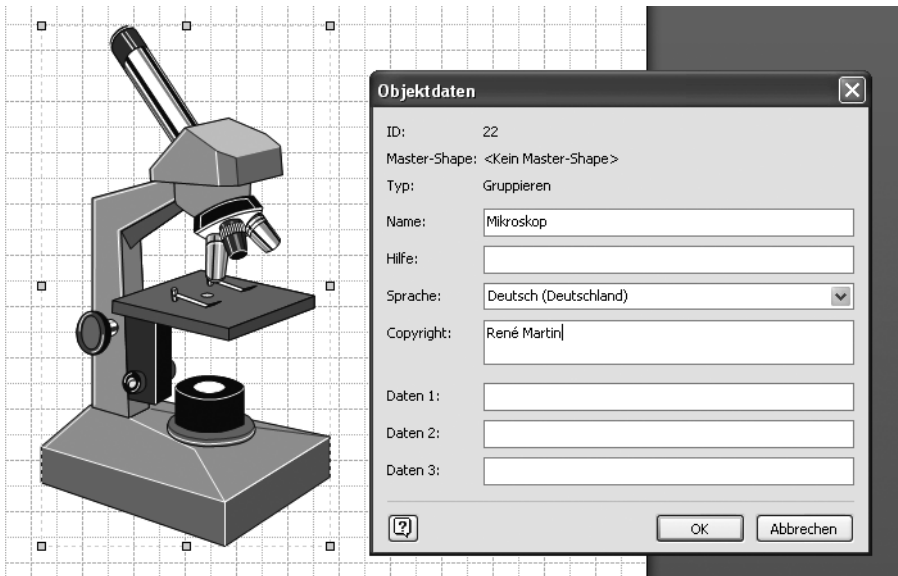 Objektdaten
ID: 22
Master-Shape: <Kein Master-Shape>
Typ: Gruppieren
Name: Mikroskop
Hilfe:
Sprache: Deutsch (Deutschland)
Copyright: René Martin
Daten 1:
Daten 2:
Daten 3:
OK Abbrechen